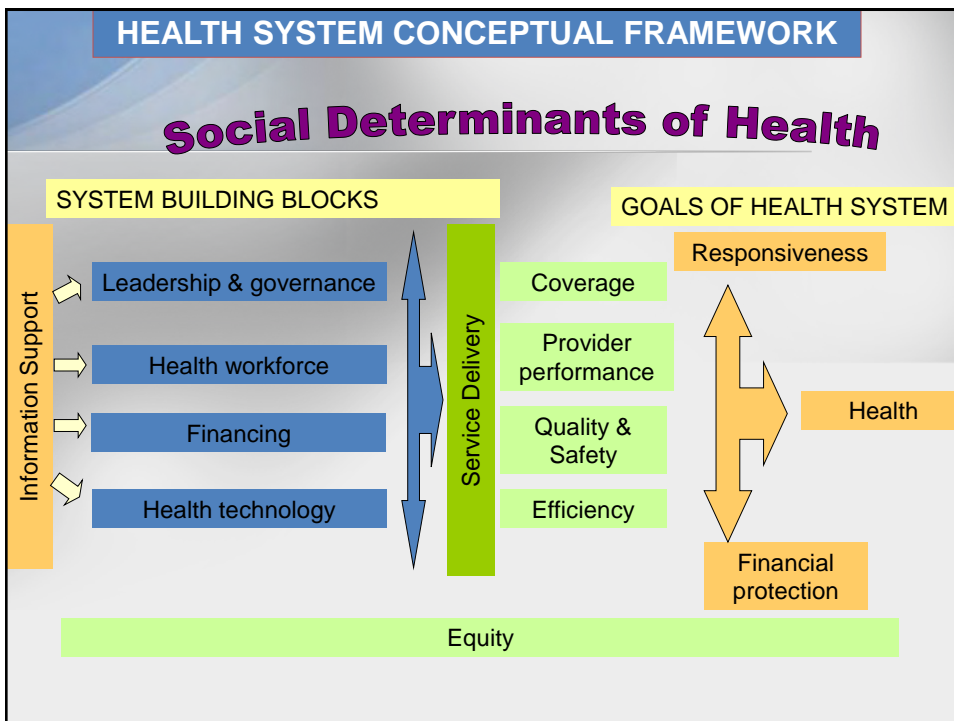 HEALTH SYSTEM CONCEPTUAL FRAMEWORK
Social Determinants of Health
SYSTEM BUILDING BLOCKS
GOALS OF HEALTH SYSTEM
Information Support
Leadership & governance
Health workforce
Financing
Health technology
Service Delivery
Coverage
Provider
performance
Quality &
Safety
Efficiency
Responsiveness
Health
Financial
protection
Equity